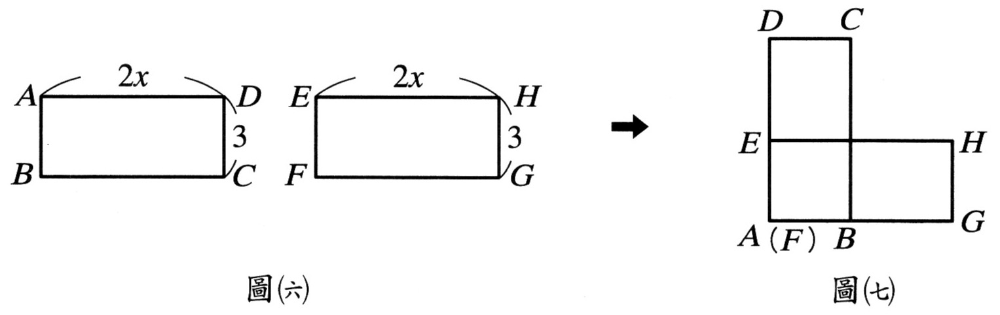 A 2x D E 2x H
3 3
B C F G
圖(六)
D C
E H
A(F) B G
圖(七)